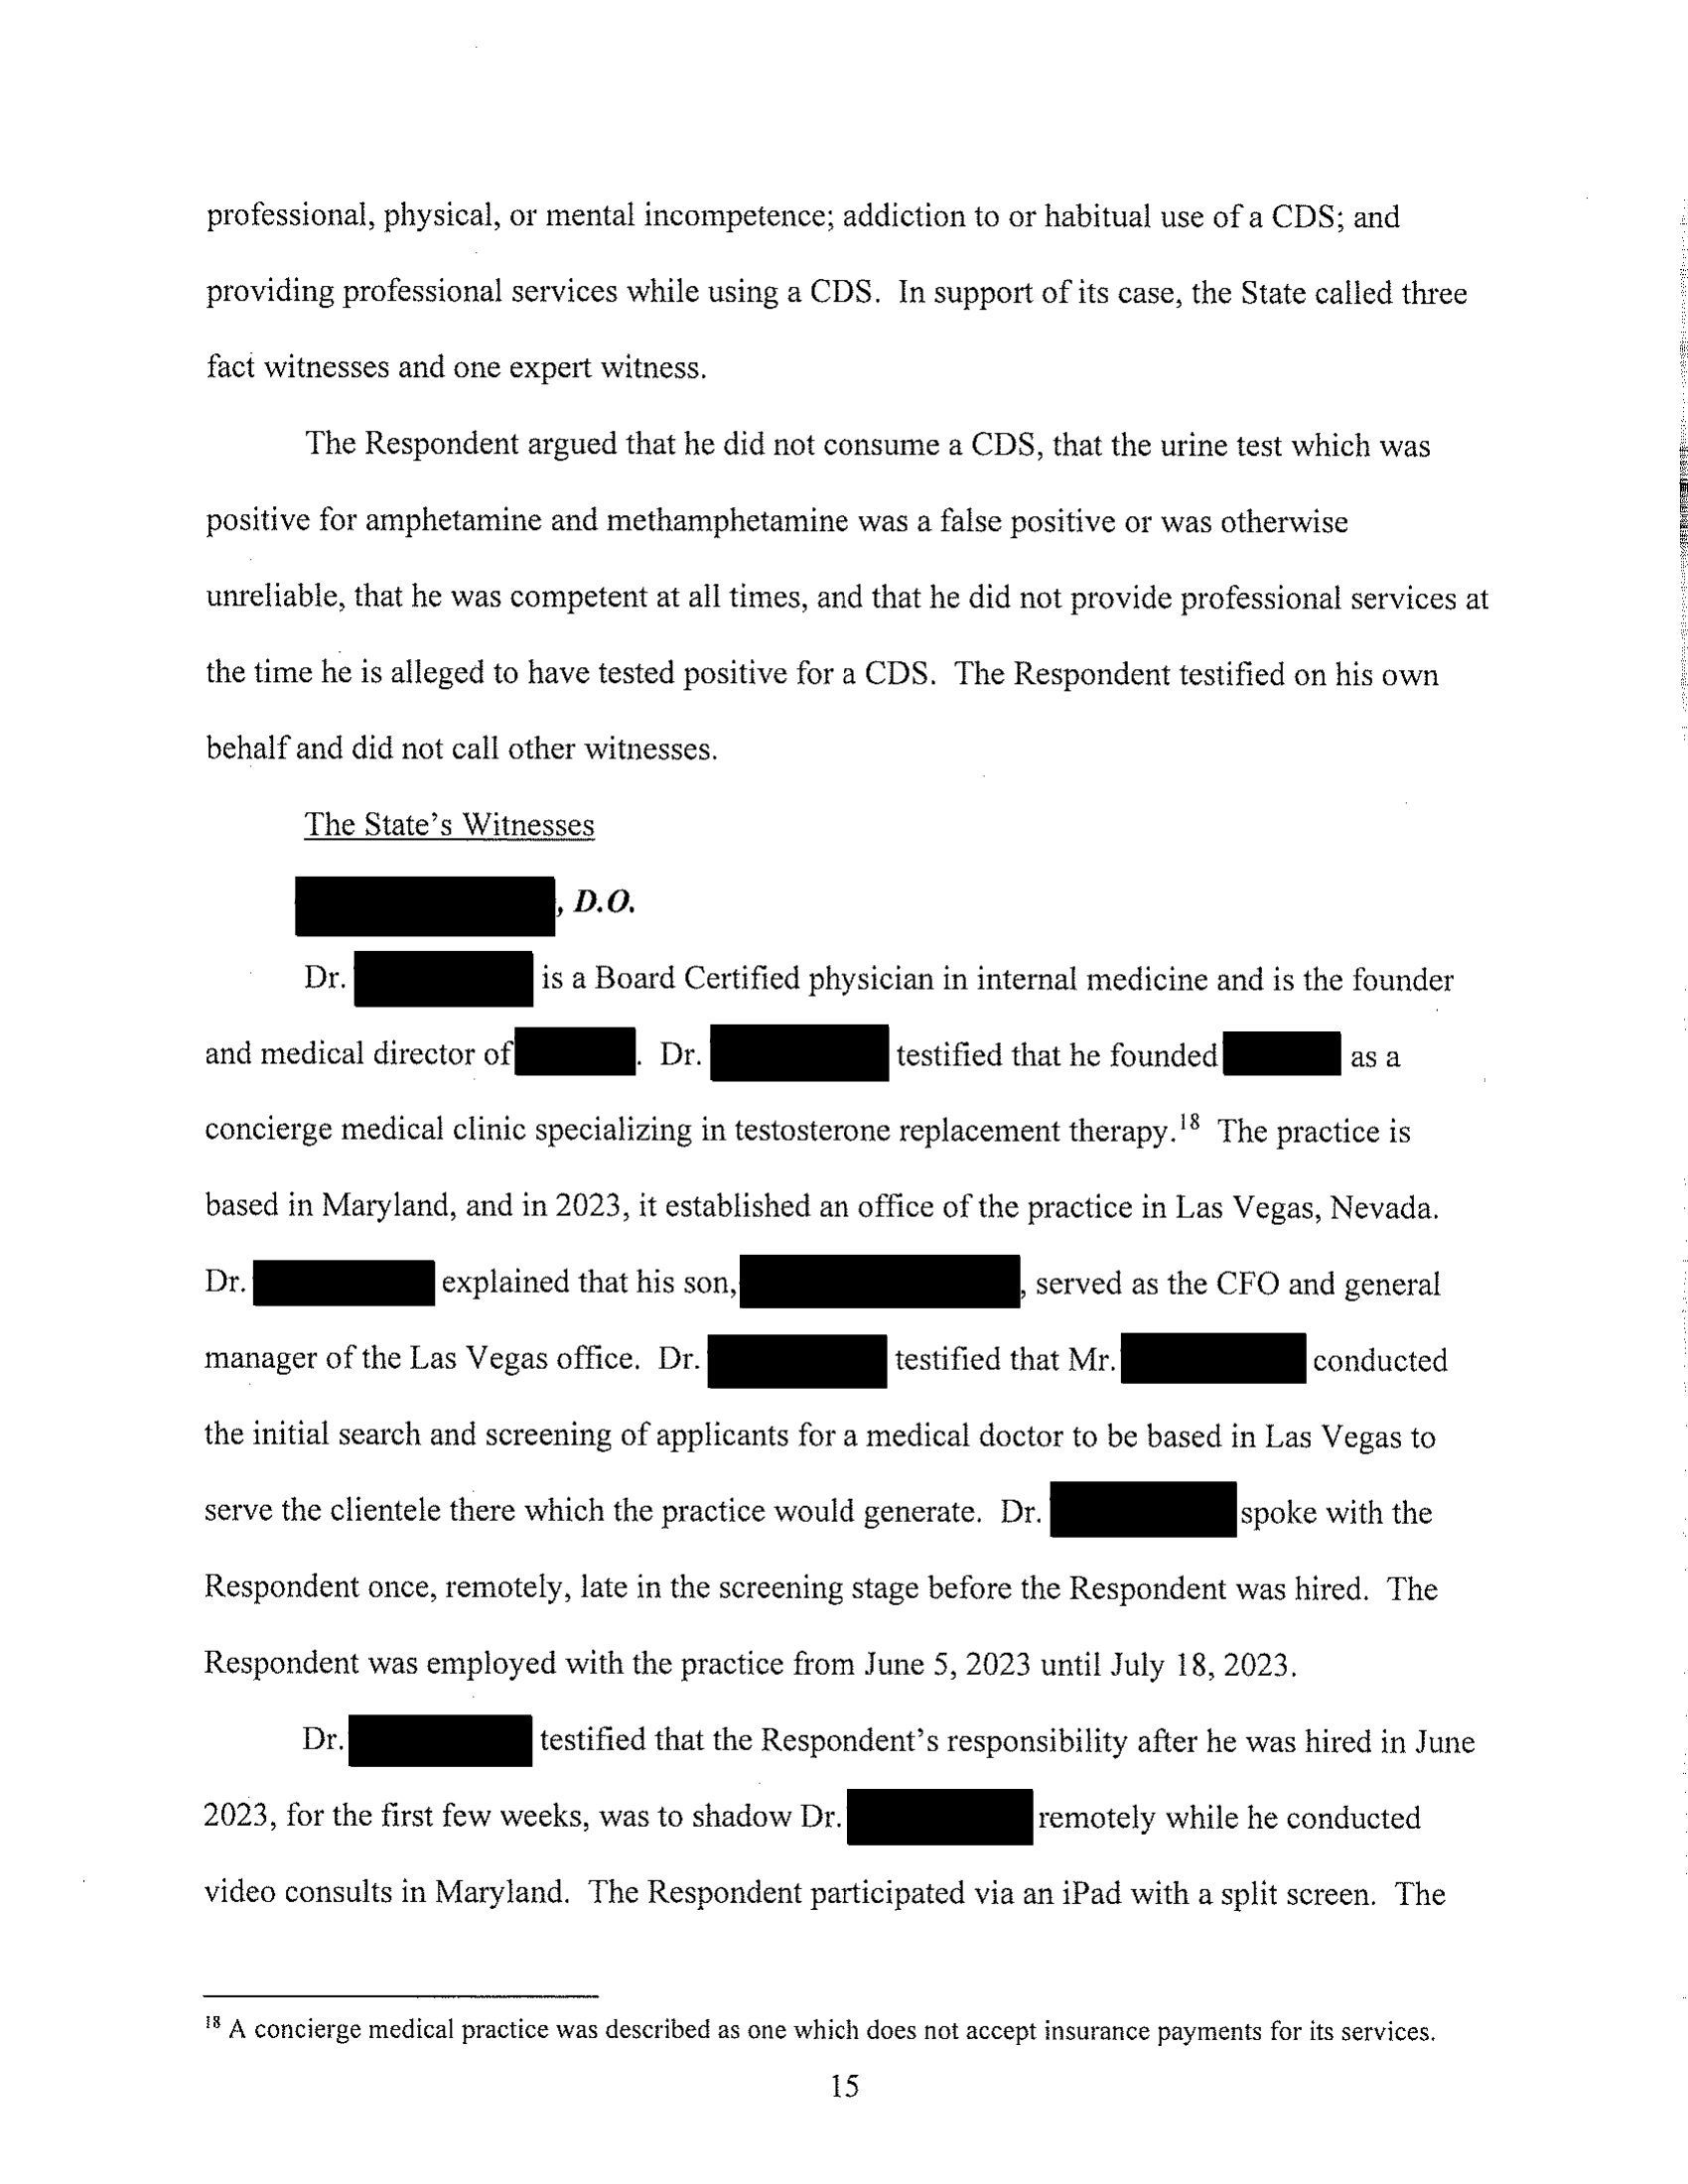 professional, physical, or mental incompetence; addiction to or habitual use of a CDS; and
providing professional services while using a CDS.  In support of its case, the State called three
fact witnesses and one expert witness.
The Respondent argued that he did not consume a CDS, that the urine test which was
positive for amphetamine and methamphetamine was a false positive or was otherwise
unreliable, that he was competent at all times, and that he did not provide professional services at
the time he is alleged to have tested positive for a CDS.  The Respondent testified on his own
behalf and did not call other witnesses.
The State's Witnesses
, D.O.
Dr. is a Board Certified physician in internal medicine and is the founder
and medical director of . Dr. testified that he founded as a
concierge medical clinic specializing in testosterone replacement therapy.18  The practice is
based in Maryland, and in 2023, it established an office of the practice in Las Vegas, Nevada.
Dr. explained that his son, , served as the CFO and general
manager of the Las Vegas office.  Dr. testified that Mr. conducted
the initial search and screening of applicants for a medical doctor to be based in Las Vegas to
serve the clientele there which the practice would generate.  Dr. spoke with the
Respondent once, remotely, late in the screening stage before the Respondent was hired.  The
Respondent was employed with the practice from June 5, 2023 until July 18, 2023.
Dr. testified that the Respondent's responsibility after he was hired in June
2023, for the first few weeks, was to shadow Dr. remotely while he conducted
video consults in Maryland.  The Respondent participated via an iPad with a split screen.  The
18 A concierge medical practice was described as one which does not accept insurance payments for its services.
15